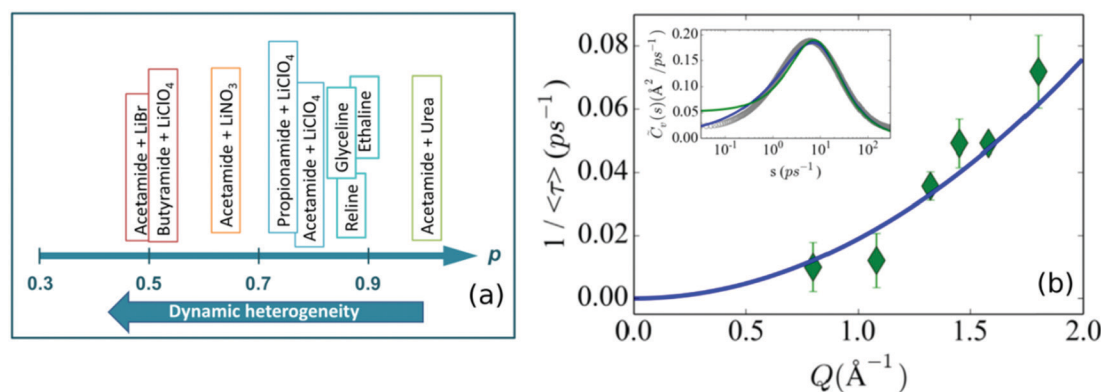 Acetamide + LiBr
Butyramide + LiClO₄
Acetamide + LiNO₃
Propionamide + LiClO₄
Acetamide + LiClO₄
Glyceline
Reline
Ethaline
Acetamide + Urea
p
0.3
0.5
0.7
0.9
(a)
Dynamic heterogeneity
1 / <τ> (ps⁻¹)
0.08
0.06
0.04
0.02
0.00
0.0
0.5
1.0
1.5
2.0
Q(Å⁻¹)
(b)
C̃ᵥ(s)(Å² /ps⁻¹)
0.20
0.15
0.10
0.05
0.00
10⁻¹
10⁰
10¹
10²
s (ps⁻¹)